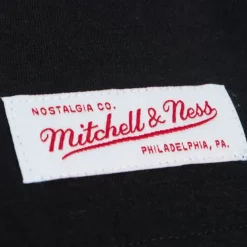 NOSTALGIA CO.
Mitchell & Ness
PHILADELPHIA, PA.